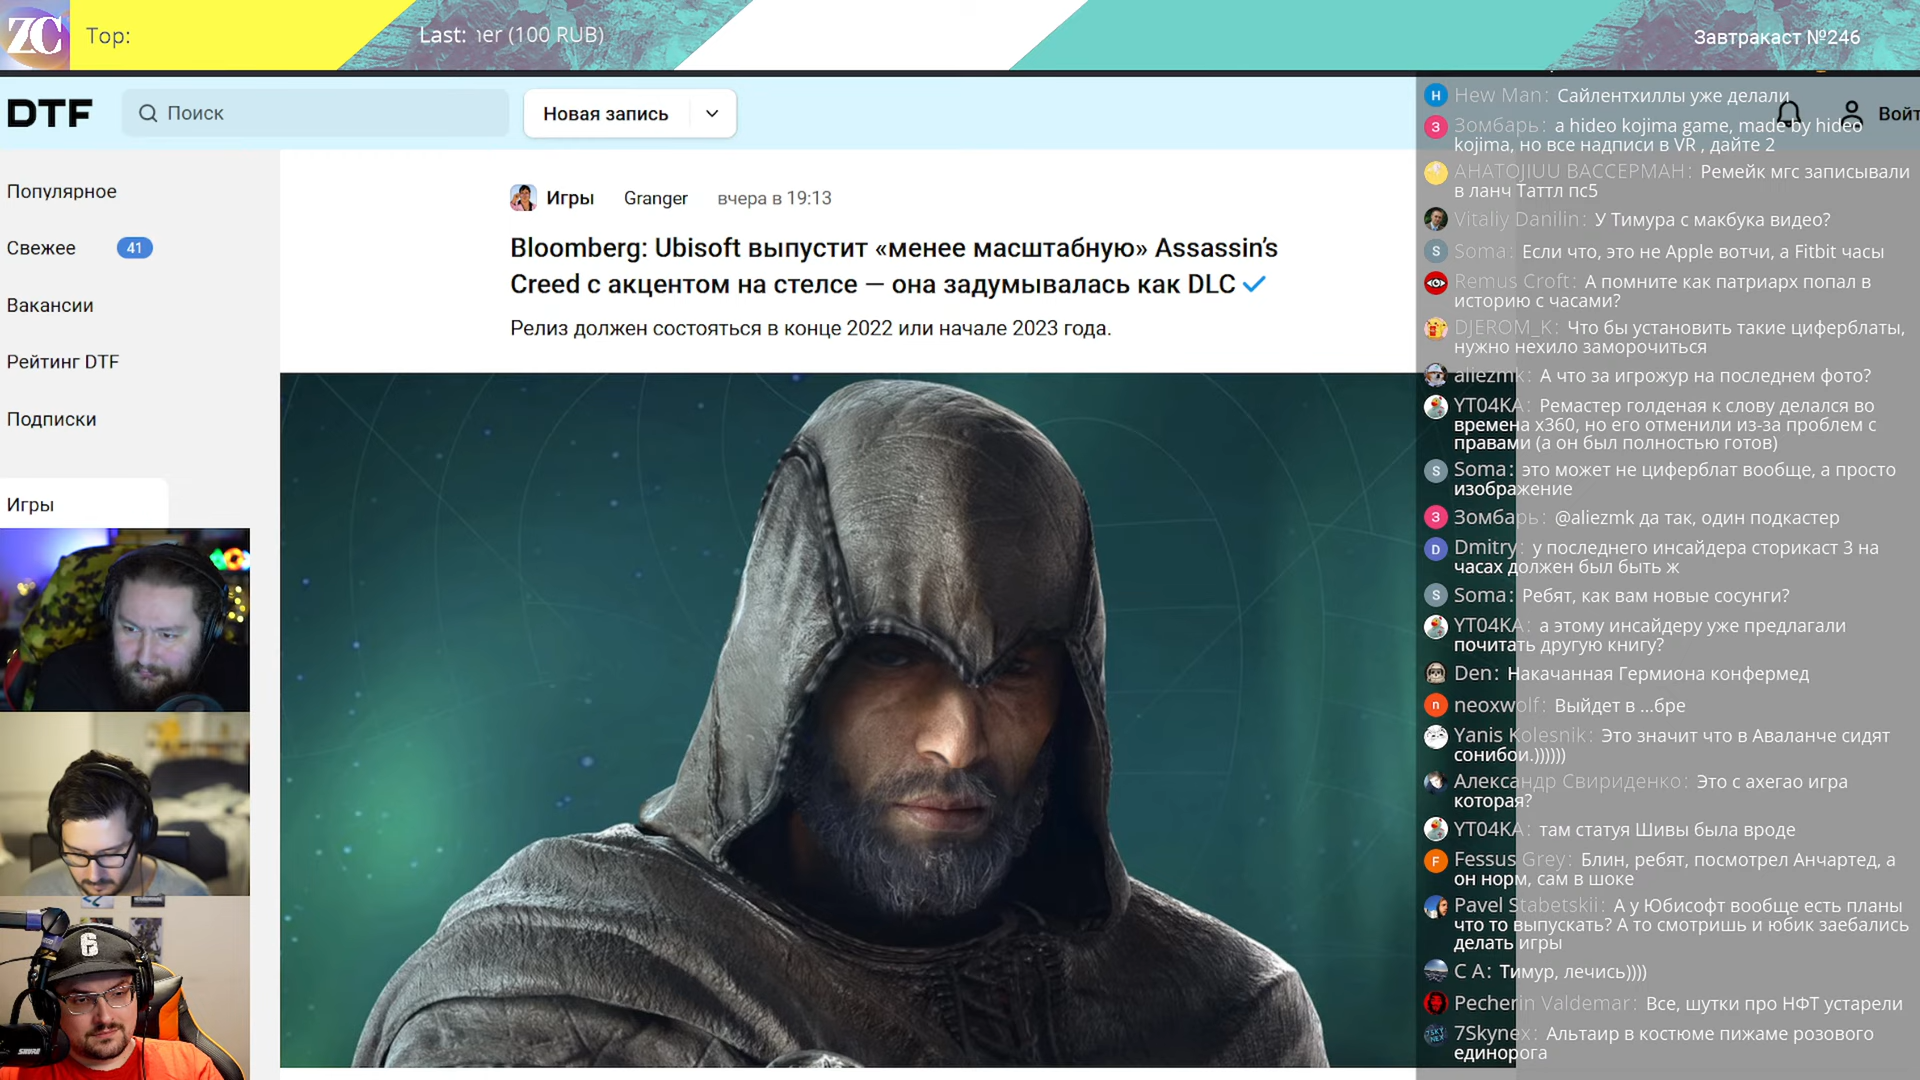 ZC
Top:
Last: ner (100 RUB)
Завтракаст №246
DTF
Поиск
Новая запись
Войт
Популярное
Свежее 41
Вакансии
Рейтинг DTF
Подписки
Игры
Игры Granger вчера в 19:13
Bloomberg: Ubisoft выпустит «менее масштабную» Assassin’s
Creed с акцентом на стелсе — она задумывалась как DLC
Релиз должен состояться в конце 2022 или начале 2023 года.
H Hew Man: Сайлентхиллы уже делали
З Зомбарь: a hideo kojima game, made by hideo
kojima, но все надписи в VR , дайте 2
AHATOJIUU BACCEPMAH: Ремейк мгс записывали
в ланч Таттл пс5
Vitaliy Danilin: У Тимура с макбука видео?
S Soma: Если что, это не Apple вотчи, а Fitbit часы
Remus Croft: А помните как патриарх попал в
историю с часами?
DJEROM_K: Что бы установить такие циферблаты,
нужно нехило заморочиться
aliezmk: А что за игрожур на последнем фото?
YT04KA: Ремастер голденая к слову делался во
времена x360, но его отменили из-за проблем с
правами (а он был полностью готов)
S Soma: это может не циферблат вообще, а просто
изображение
З Зомбарь: @aliezmk да так, один подкастер
D Dmitry: у последнего инсайдера сторикаст 3 на
часах должен был быть ж
S Soma: Ребят, как вам новые сосунги?
YT04KA: а этому инсайдеру уже предлагали
почитать другую книгу?
Den: Накачанная Гермиона конфермед
n neoxwolf: Выйдет в ...бре
Yanis Kolesnik: Это значит что в Аваланче сидят
сонибои.))))))
Александр Свириденко: Это с ахегао игра
которая?
YT04KA: там статуя Шивы была вроде
F Fessus Grey: Блин, ребят, посмотрел Анчартед, а
он норм, сам в шоке
Pavel Stabetskii: А у Юбисофт вообще есть планы
что то выпускать? А то смотришь и юбик заебались
делать игры
С А: Тимур, лечись))))
Pecherin Valdemar: Все, шутки про НФТ устарели
7Skynex: Альтаир в костюме пижаме розового
единорога
6
SHURE